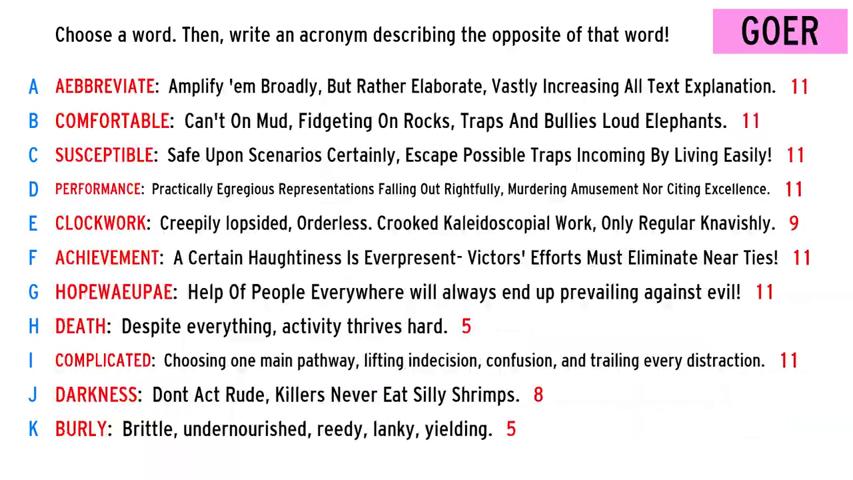 Choose a word. Then, write an acronym describing the opposite of that word!
GOER
A AEBBREVIATE: Amplify 'em Broadly, But Rather Elaborate, Vastly Increasing All Text Explanation. 11
B COMFORTABLE: Can't On Mud, Fidgeting On Rocks, Traps And Bullies Loud Elephants. 11
C SUSCEPTIBLE: Safe Upon Scenarios Certainly, Escape Possible Traps Incoming By Living Easily! 11
D PERFORMANCE: Practically Egregious Representations Falling Out Rightfully, Murdering Amusement Nor Citing Excellence. 11
E CLOCKWORK: Creepily lopsided, Orderless. Crooked Kaleidoscopial Work, Only Regular Knavishly. 9
F ACHIEVEMENT: A Certain Haughtiness Is Everpresent- Victors' Efforts Must Eliminate Near Ties! 11
G HOPEWAEUPAE: Help Of People Everywhere will always end up prevailing against evil! 11
H DEATH: Despite everything, activity thrives hard. 5
I COMPLICATED: Choosing one main pathway, lifting indecision, confusion, and trailing every distraction. 11
J DARKNESS: Dont Act Rude, Killers Never Eat Silly Shrimps. 8
K BURLY: Brittle, undernourished, reedy, lanky, yielding. 5